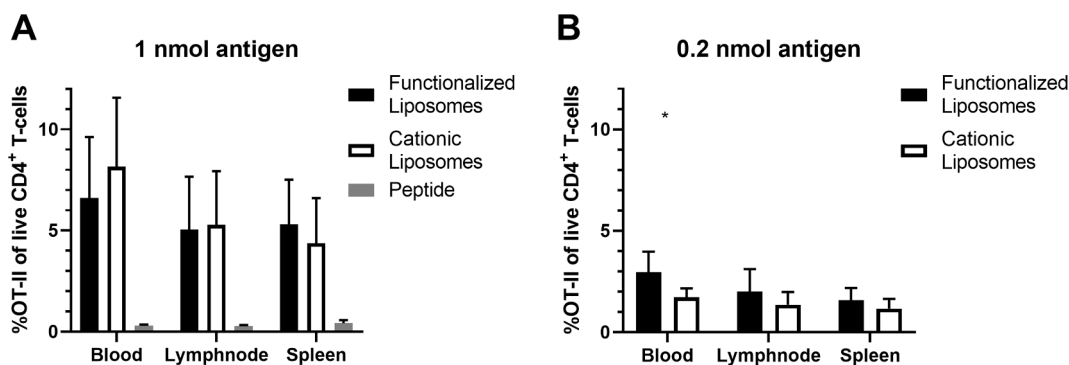 A
1 nmol antigen
%OT-II of live CD4⁺ T-cells
10
5
0
Blood
Lymphnode
Spleen
Functionalized
Liposomes
Cationic
Liposomes
Peptide
B
0.2 nmol antigen
%OT-II of live CD4⁺ T-cells
10
5
0
*
Blood
Lymphnode
Spleen
Functionalized
Liposomes
Cationic
Liposomes